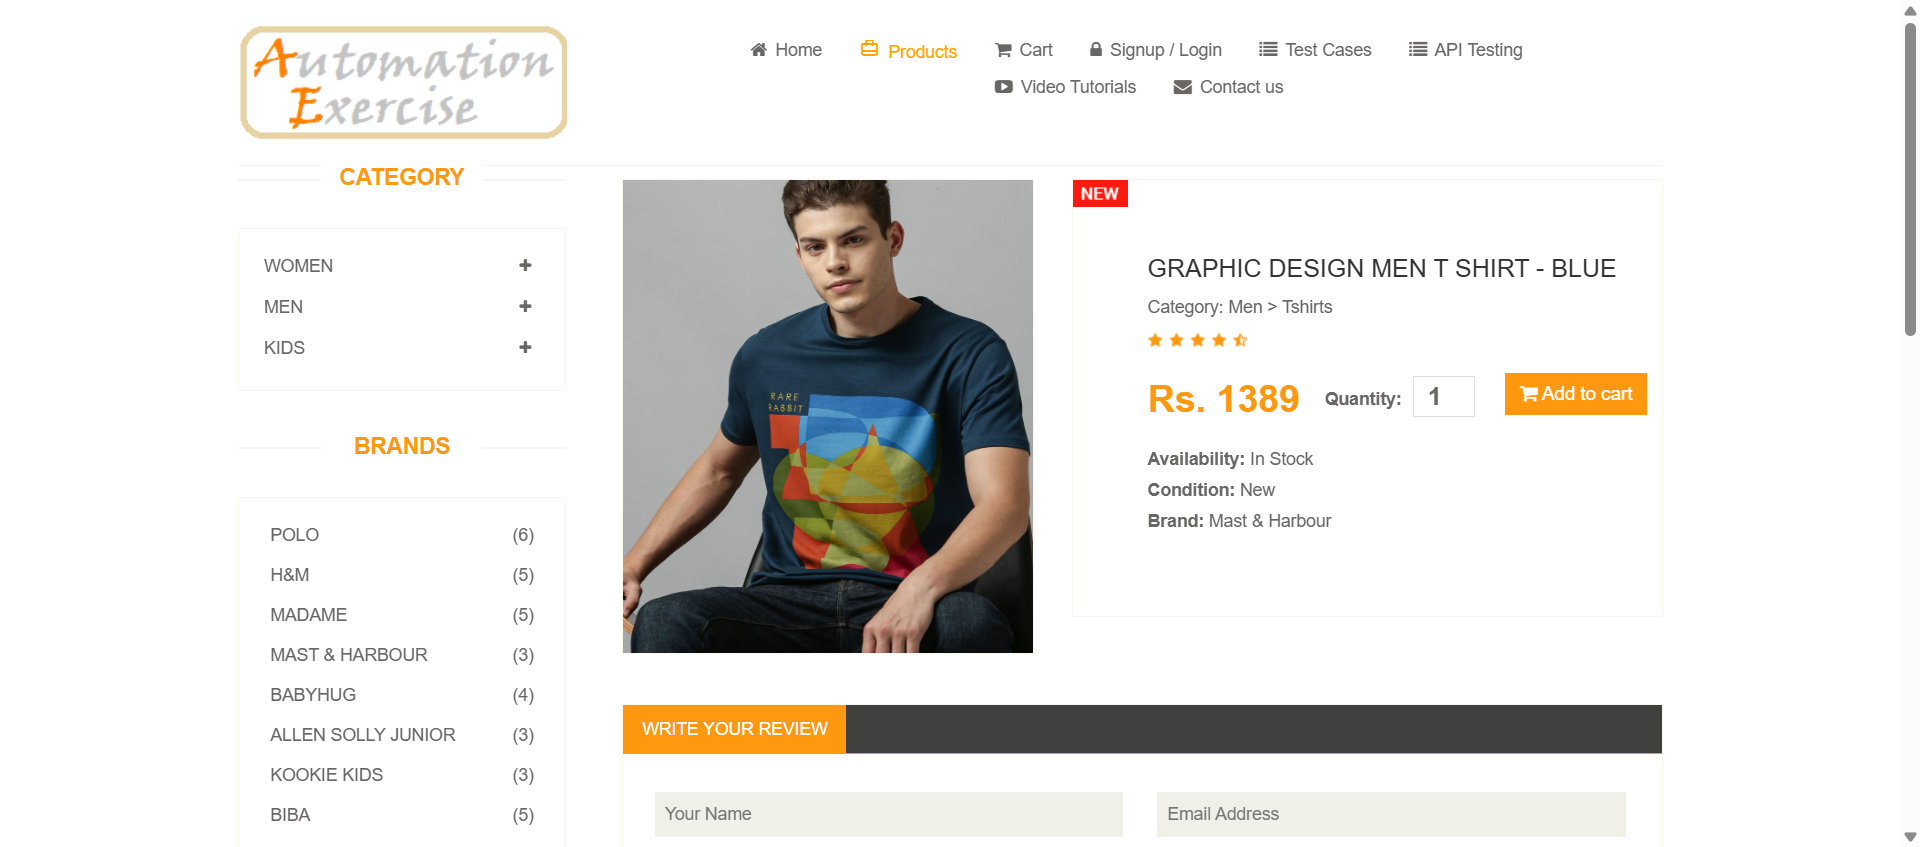 Automation
Exercise
Home
Products
Cart
Signup / Login
Test Cases
API Testing
Video Tutorials
Contact us
CATEGORY
WOMEN
MEN
KIDS
BRANDS
POLO (6)
H&M (5)
MADAME (5)
MAST & HARBOUR (3)
BABYHUG (4)
ALLEN SOLLY JUNIOR (3)
KOOKIE KIDS (3)
BIBA (5)
RARE
RABBIT
NEW
GRAPHIC DESIGN MEN T SHIRT - BLUE
Category: Men > Tshirts
Rs. 1389 Quantity: 1 Add to cart
Availability: In Stock
Condition: New
Brand: Mast & Harbour
WRITE YOUR REVIEW
Your Name
Email Address